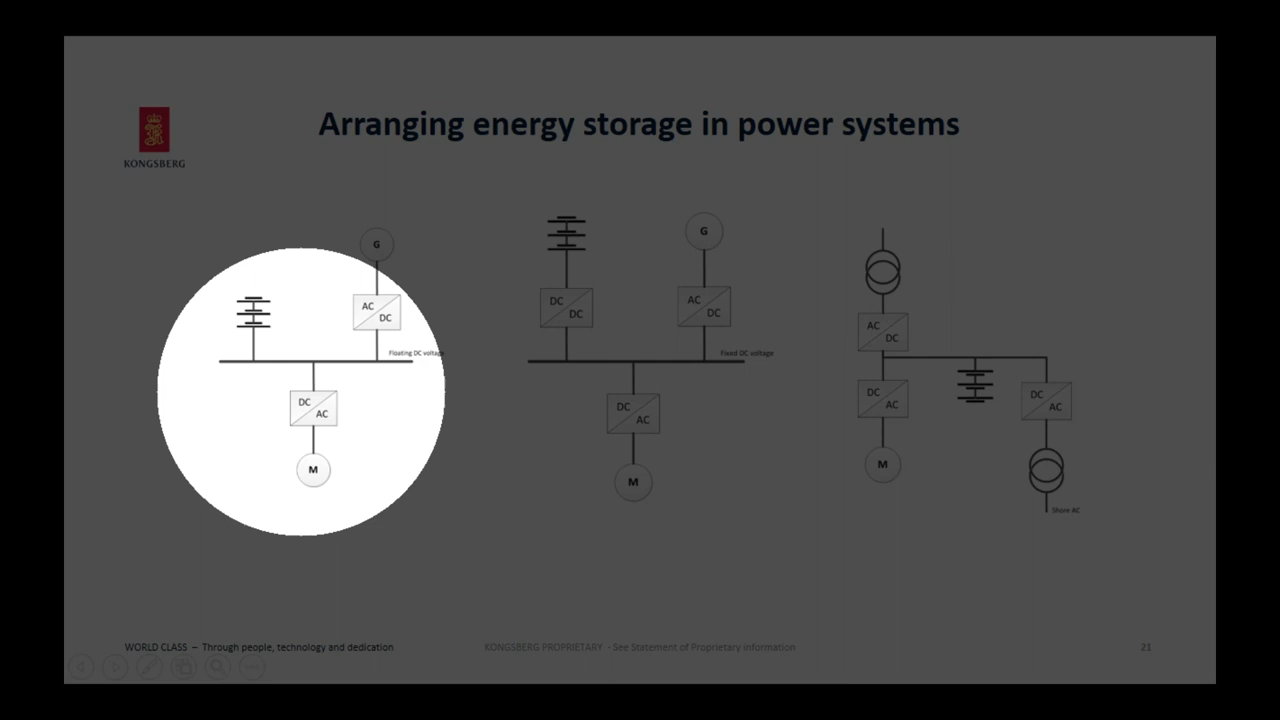 Arranging energy storage in power systems
KONGSBERG
G
AC
DC
Floating DC voltage
DC
AC
M
G
DC
DC
AC
DC
Fixed DC voltage
DC
AC
M
AC
DC
DC
AC
DC
AC
M
Shore AC
WORLD CLASS – Through people, technology and dedication
KONGSBERG PROPRIETARY - See Statement of Proprietary information
21